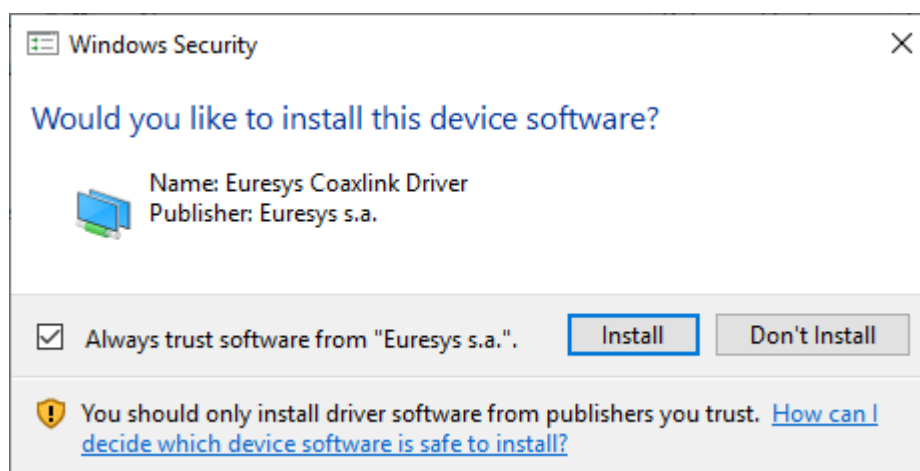 Windows Security
Would you like to install this device software?
Name: Euresys Coaxlink Driver
Publisher: Euresys s.a.
Always trust software from "Euresys s.a.".
Install
Don't Install
You should only install driver software from publishers you trust. How can I
decide which device software is safe to install?